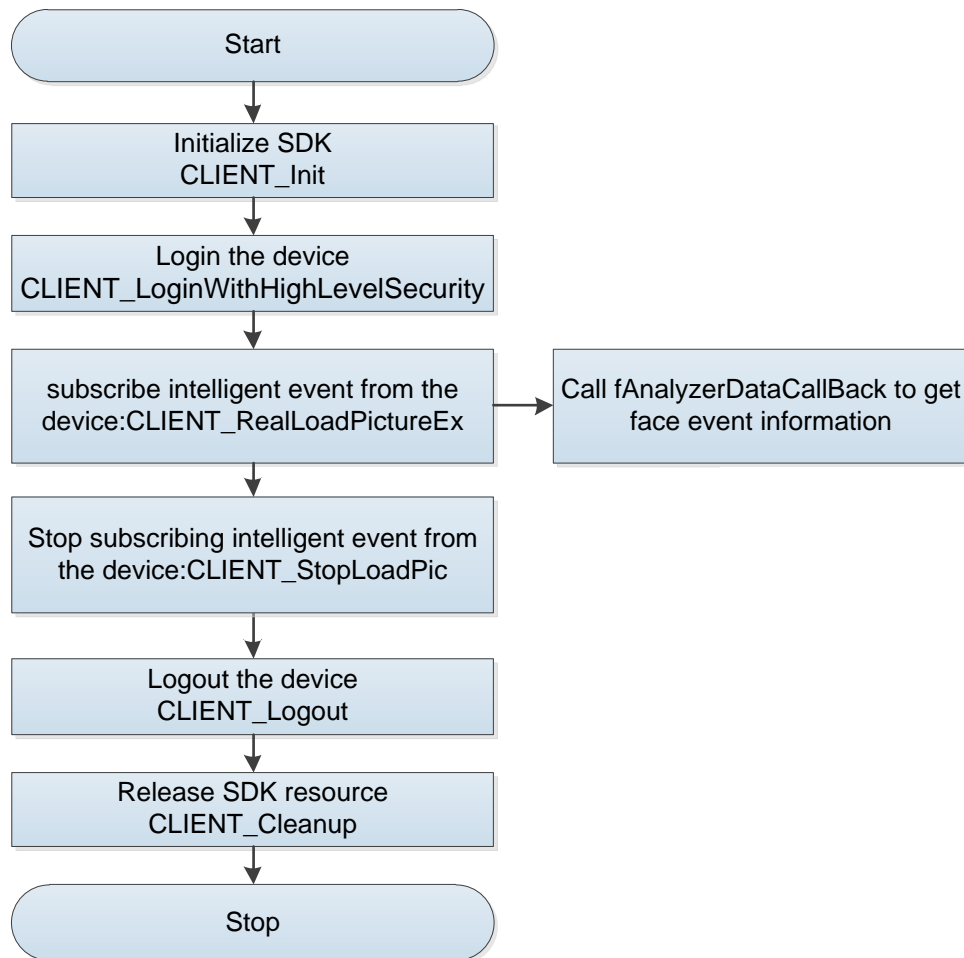 Start
Initialize SDK
CLIENT_Init
Login the device
CLIENT_LoginWithHighLevelSecurity
subscribe intelligent event from the
device:CLIENT_RealLoadPictureEx
Call fAnalyzerDataCallBack to get
face event information
Stop subscribing intelligent event from
the device:CLIENT_StopLoadPic
Logout the device
CLIENT_Logout
Release SDK resource
CLIENT_Cleanup
Stop